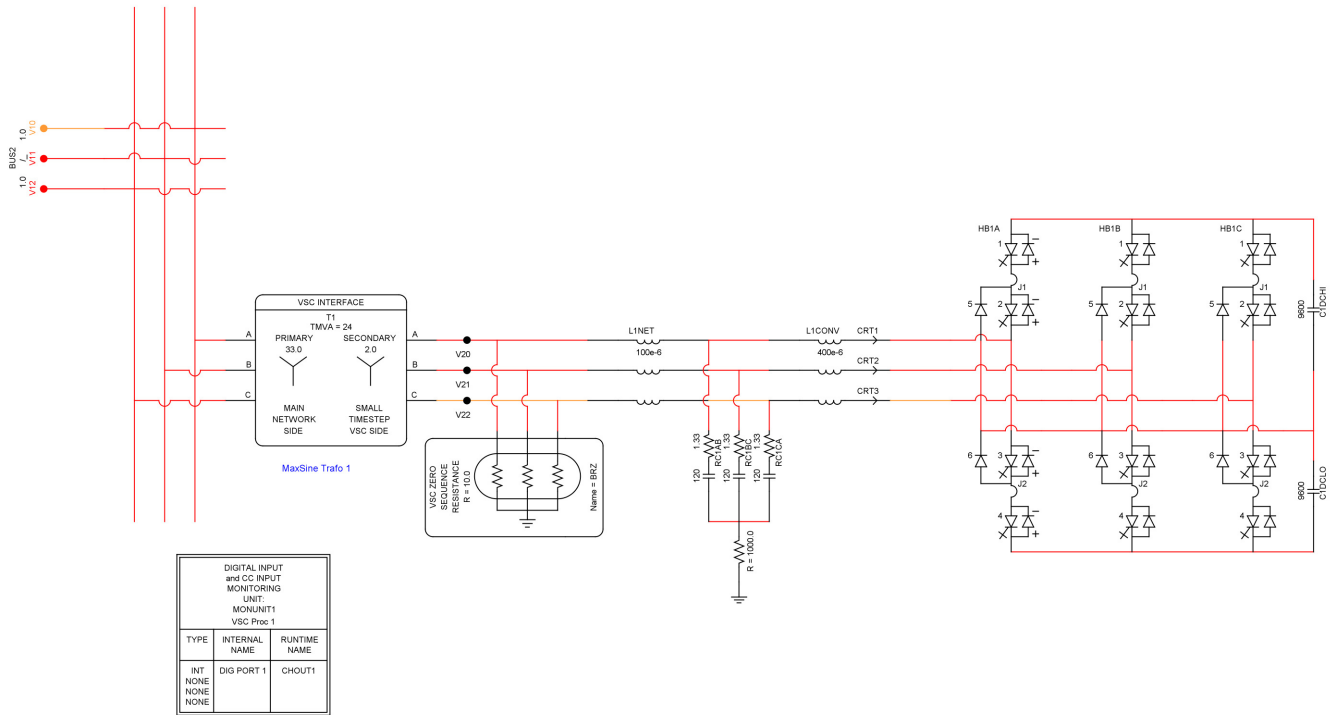 1.0
V10
BUS2
/
V11
1.0
V12
VSC INTERFACE
T1
TMVA = 24
PRIMARY
33.0
SECONDARY
2.0
A
B
C
A
B
C
MAIN
NETWORK
SIDE
SMALL
TIMESTEP
VSC SIDE
MaxSine Trafo 1
V20
V21
V22
VSC ZERO
SEQUENCE
RESISTANCE
R = 10.0
Name = BRZ
L1NET
100e-6
L1CONV
400e-6
CRT1
CRT2
CRT3
1.33
120
RC1AB
1.33
120
RC1BC
1.33
120
RC1CA
R = 1000.0
HB1A
1
J1
5
2
6
3
J2
4
HB1B
1
J1
5
2
6
3
J2
4
HB1C
1
J1
5
2
6
3
J2
4
9600
C1DCHI
9600
C1DCLO
DIGITAL INPUT
and CC INPUT
MONITORING
UNIT:
MONUNIT1
VSC Proc 1
TYPE
INTERNAL
NAME
RUNTIME
NAME
INT
NONE
NONE
NONE
DIG PORT 1
CHOUT1